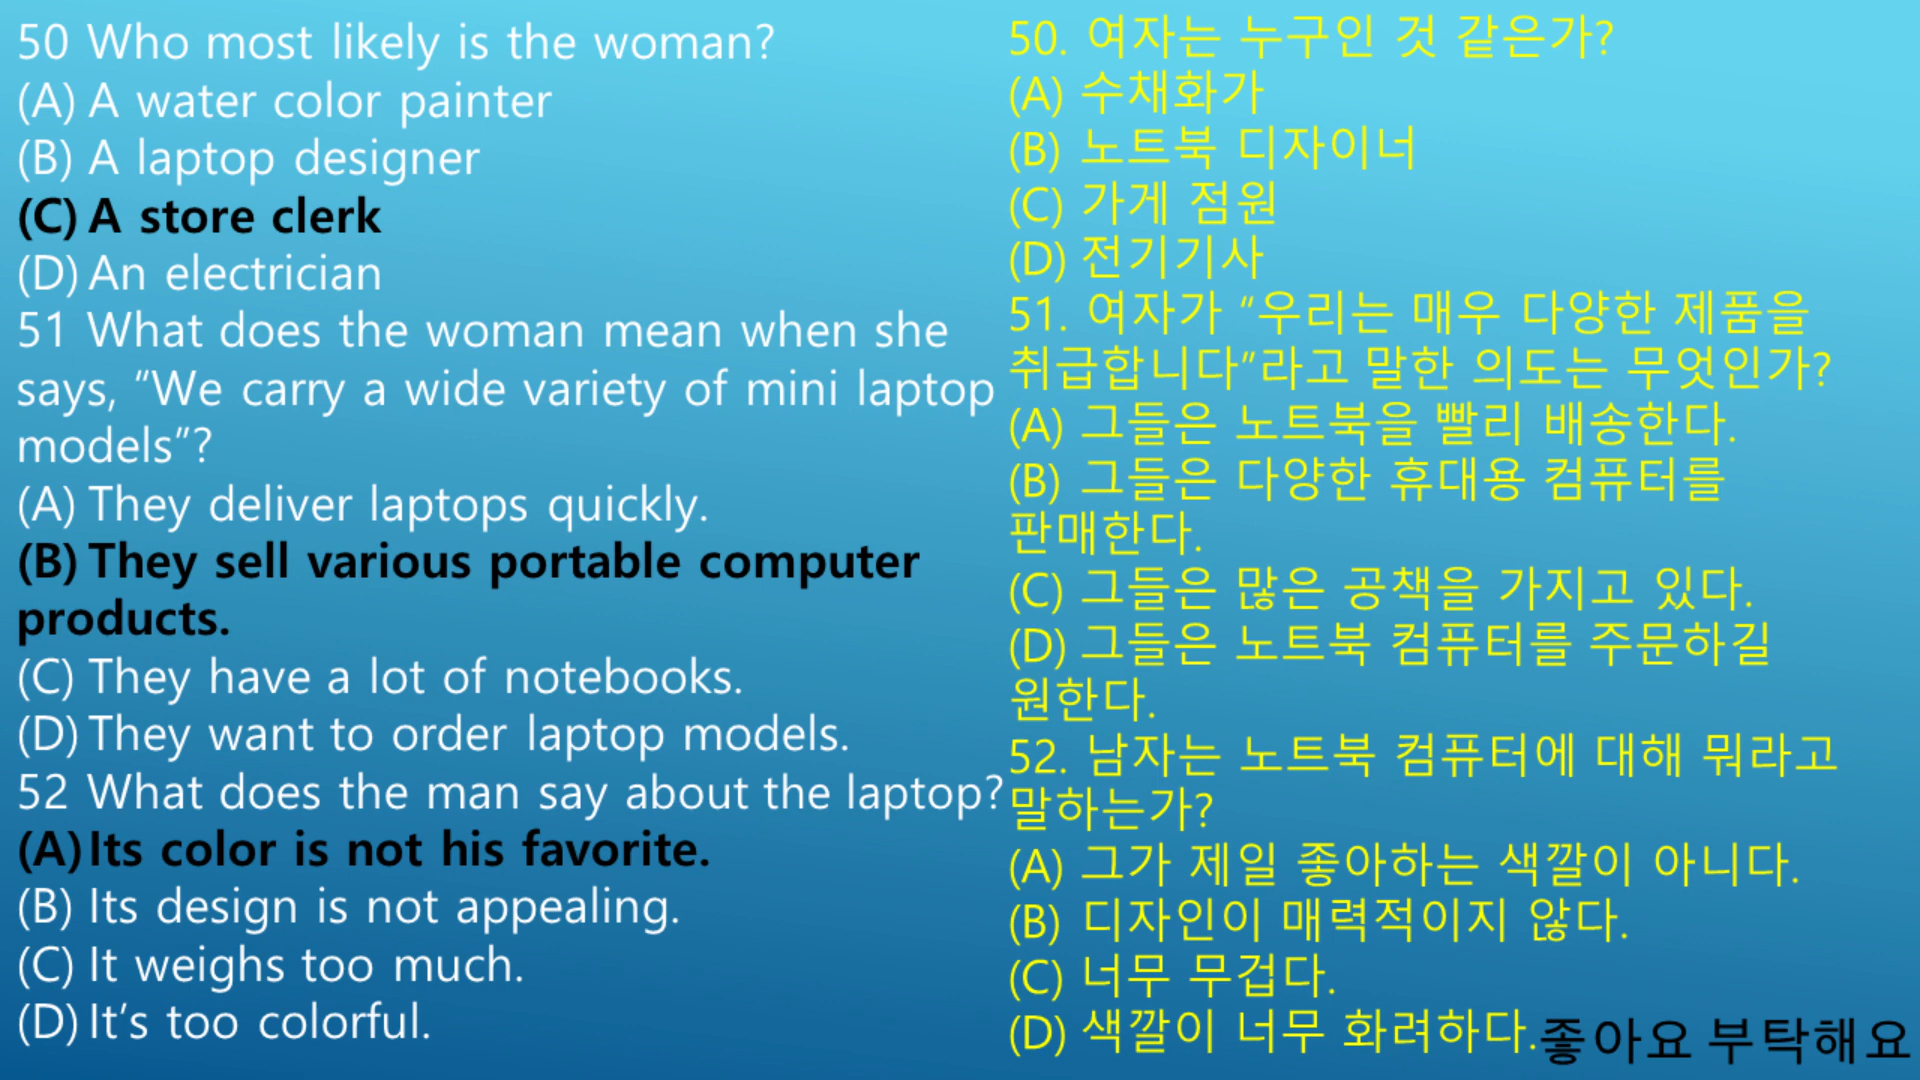 50 Who most likely is the woman?
(A) A water color painter
(B) A laptop designer
(C) A store clerk
(D) An electrician
51 What does the woman mean when she
says, "We carry a wide variety of mini laptop
models"?
(A) They deliver laptops quickly.
(B) They sell various portable computer
products.
(C) They have a lot of notebooks.
(D) They want to order laptop models.
52 What does the man say about the laptop?
(A) Its color is not his favorite.
(B) Its design is not appealing.
(C) It weighs too much.
(D) It's too colorful.
50. 여자는 누구인 것 같은가?
(A) 수채화가
(B) 노트북 디자이너
(C) 가게 점원
(D) 전기기사
51. 여자가 "우리는 매우 다양한 제품을
취급합니다"라고 말한 의도는 무엇인가?
(A) 그들은 노트북을 빨리 배송한다.
(B) 그들은 다양한 휴대용 컴퓨터를
판매한다.
(C) 그들은 많은 공책을 가지고 있다.
(D) 그들은 노트북 컴퓨터를 주문하길
원한다.
52. 남자는 노트북 컴퓨터에 대해 뭐라고
말하는가?
(A) 그가 제일 좋아하는 색깔이 아니다.
(B) 디자인이 매력적이지 않다.
(C) 너무 무겁다.
(D) 색깔이 너무 화려하다.
좋아요 부탁해요